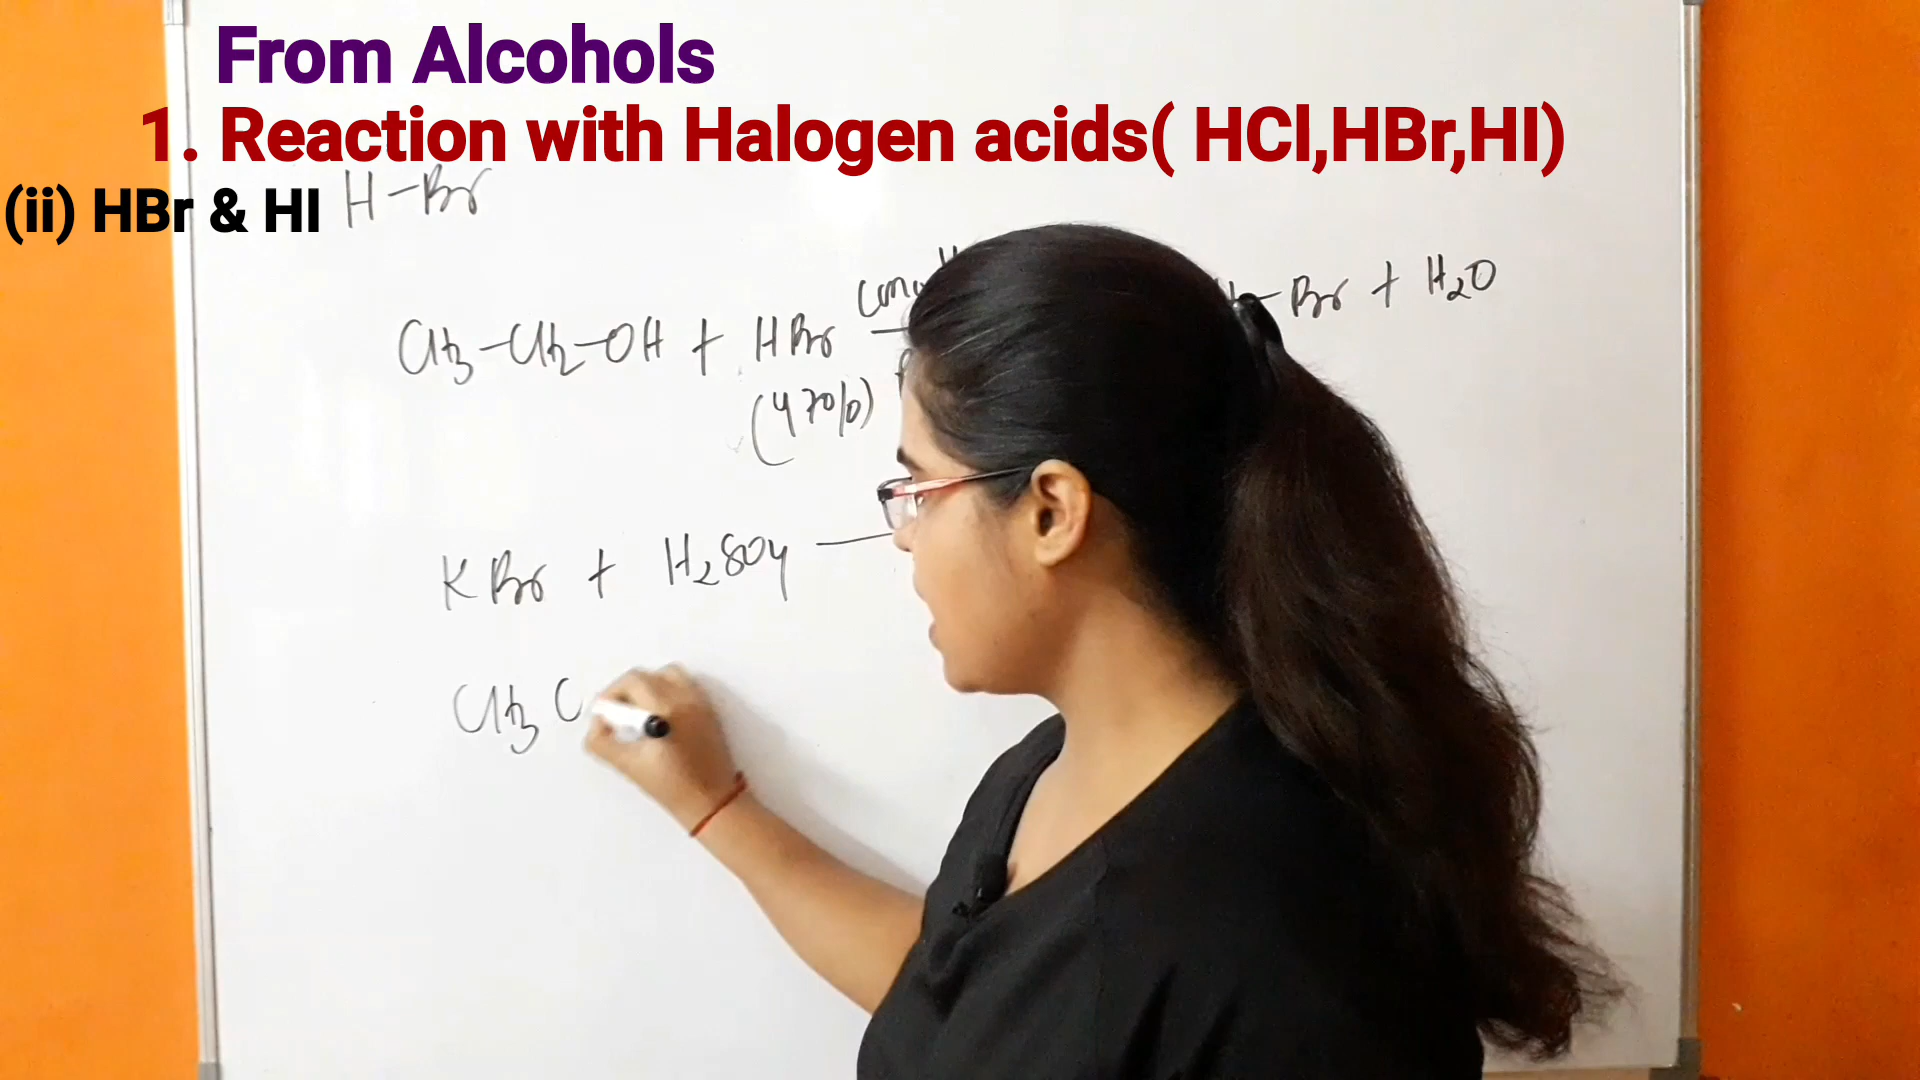 From Alcohols
1. Reaction with Halogen acids( HCl,HBr,HI)
(ii) HBr & HI H-Br
CH3-CH2-OH + HBr conc -Br + H2O
(47%)
KBr + H2SO4
CH3 C